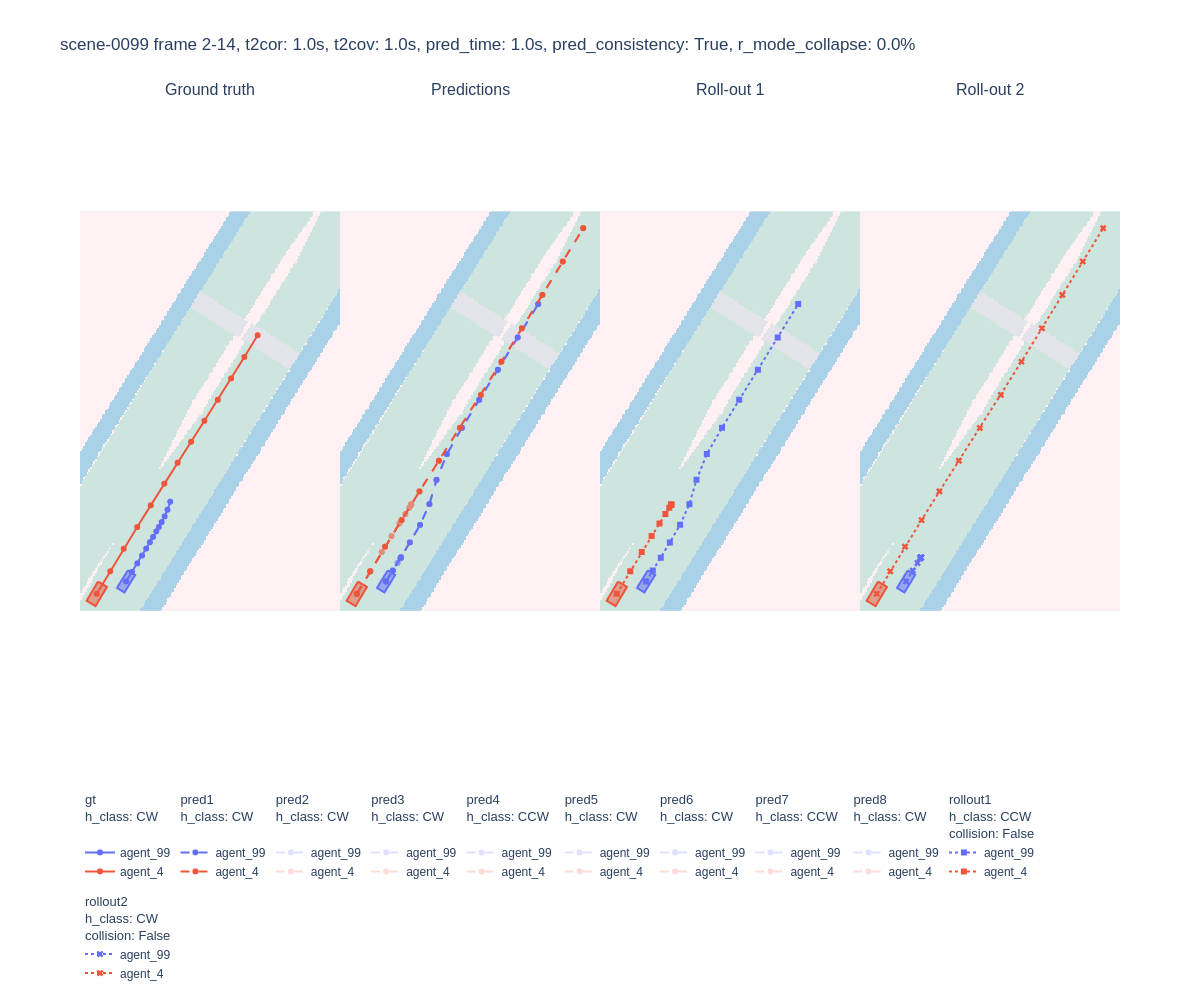 scene-0099 frame 2-14, t2cor: 1.0s, t2cov: 1.0s, pred_time: 1.0s, pred_consistency: True, r_mode_collapse: 0.0%
Ground truth
Predictions
Roll-out 1
Roll-out 2
gt
h_class: CW
agent_99
agent_4
pred1
h_class: CW
agent_99
agent_4
pred2
h_class: CW
agent_99
agent_4
pred3
h_class: CW
agent_99
agent_4
pred4
h_class: CCW
agent_99
agent_4
pred5
h_class: CW
agent_99
agent_4
pred6
h_class: CW
agent_99
agent_4
pred7
h_class: CCW
agent_99
agent_4
pred8
h_class: CW
agent_99
agent_4
rollout1
h_class: CCW
collision: False
agent_99
agent_4
rollout2
h_class: CW
collision: False
agent_99
agent_4